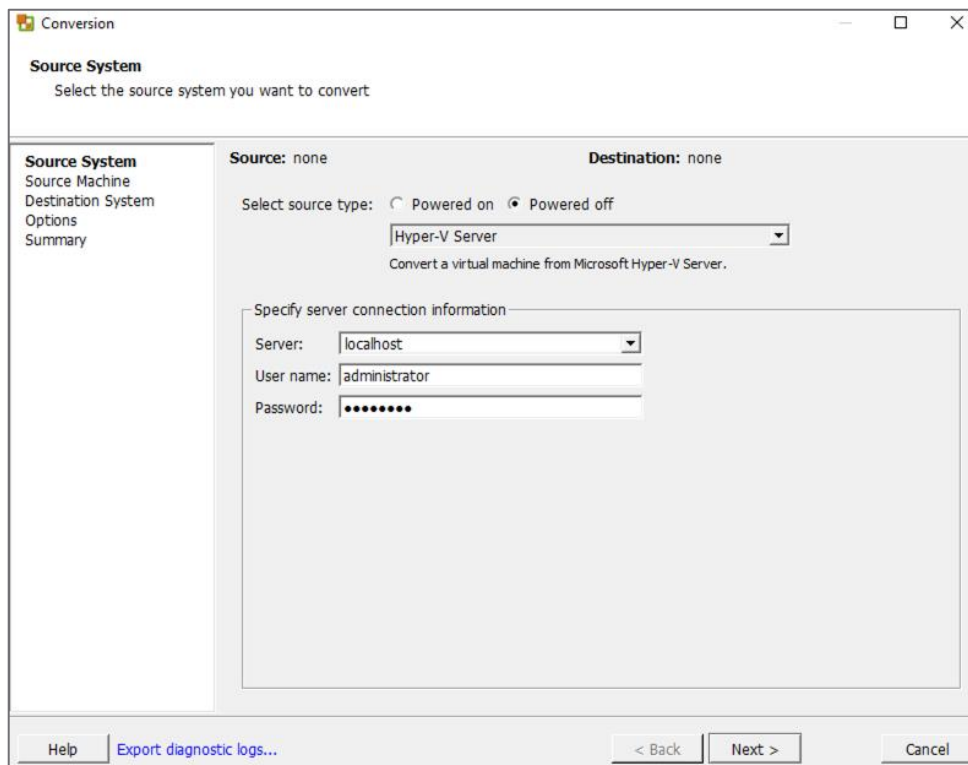 Conversion
Source System
Select the source system you want to convert
Source System
Source Machine
Destination System
Options
Summary
Source: none Destination: none
Select source type: Powered on Powered off
Hyper-V Server
Convert a virtual machine from Microsoft Hyper-V Server.
Specify server connection information
Server: localhost
User name: administrator
Password: ••••••••
Help Export diagnostic logs... < Back Next > Cancel